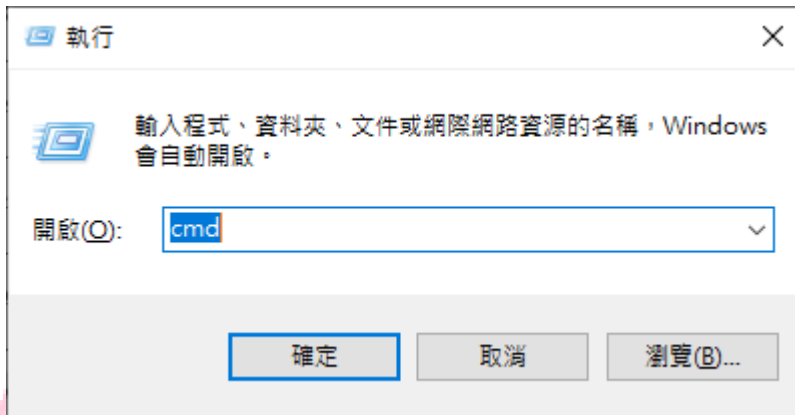 執行
輸入程式、資料夾、文件或網際網路資源的名稱，Windows
會自動開啟。
開啟(O):
cmd
確定
取消
瀏覽(B)...